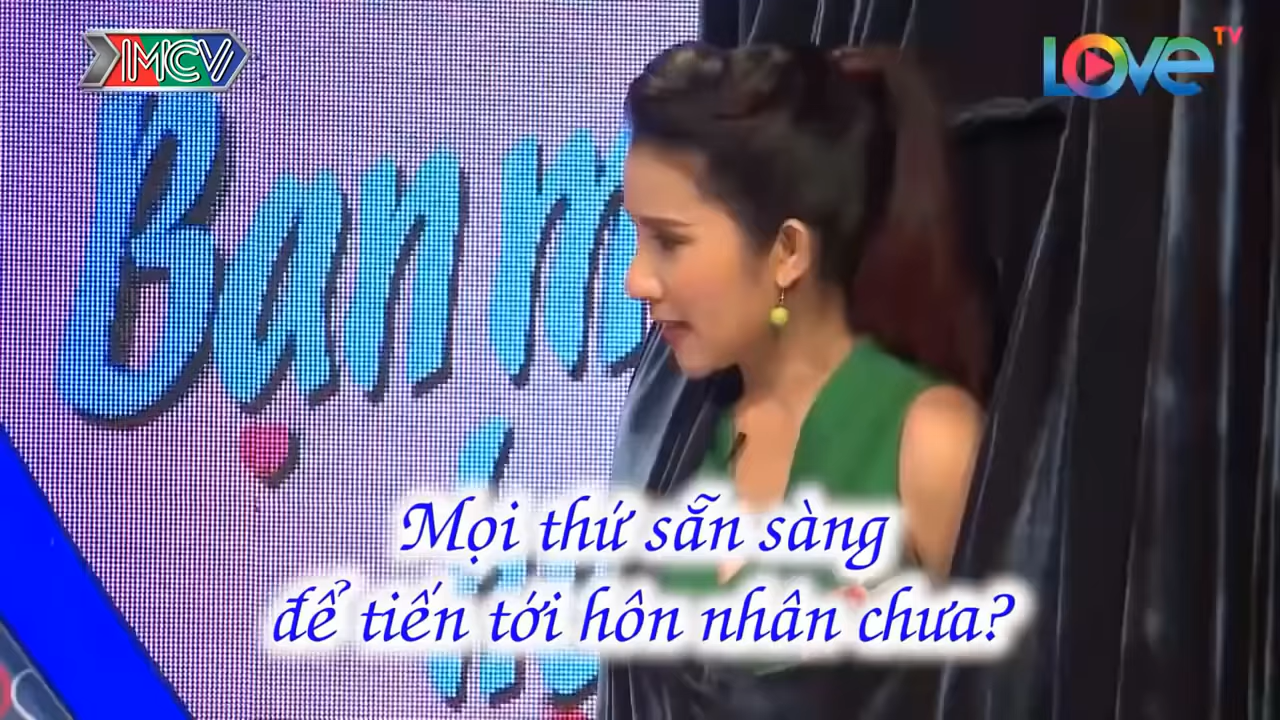 MCV
LOVE TV
Bạn m
Mọi thứ sẵn sàng
để tiến tới hôn nhân chưa?